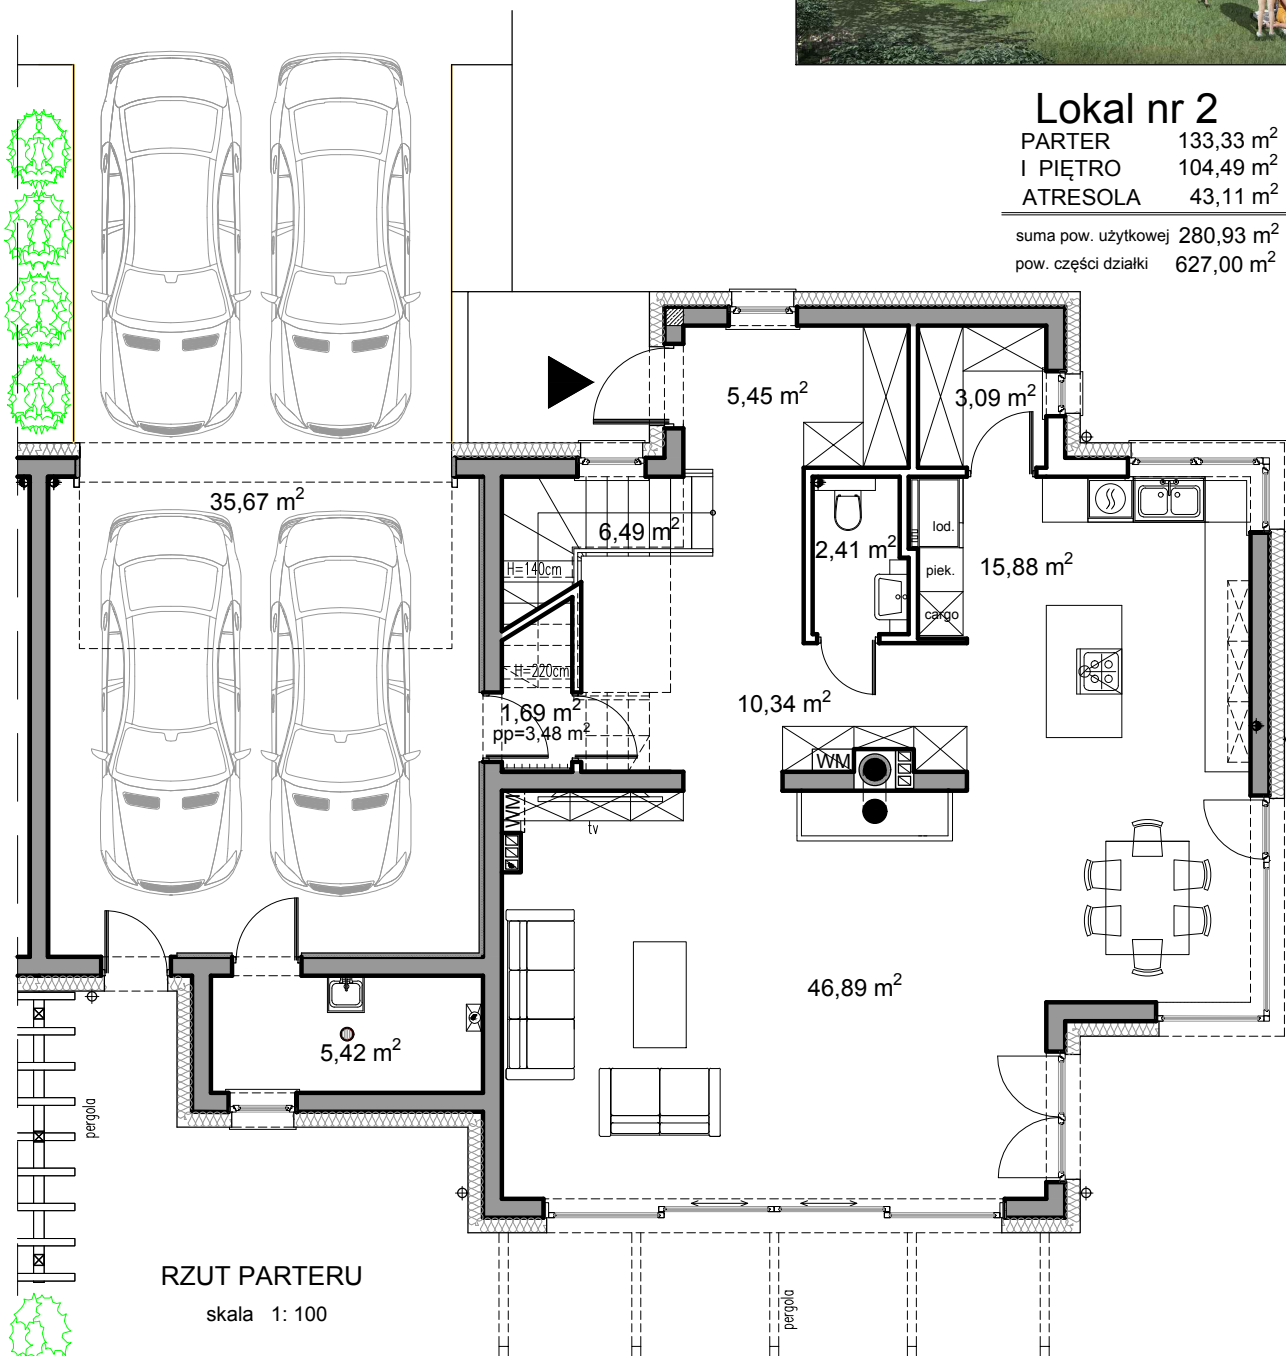 Lokal nr 2
PARTER 133,33 m²
I PIĘTRO 104,49 m²
ATRESOLA 43,11 m²
suma pow. użytkowej 280,93 m²
pow. części działki 627,00 m²
5,45 m²
3,09 m²
35,67 m²
6,49 m²
2,41 m²
lod.
piek.
cargo
15,88 m²
H=140cm
H=220cm
1,69 m²
pp=3,48 m²
10,34 m²
WM
WM
tv
46,89 m²
5,42 m²
pergola
pergola
RZUT PARTERU
skala 1: 100